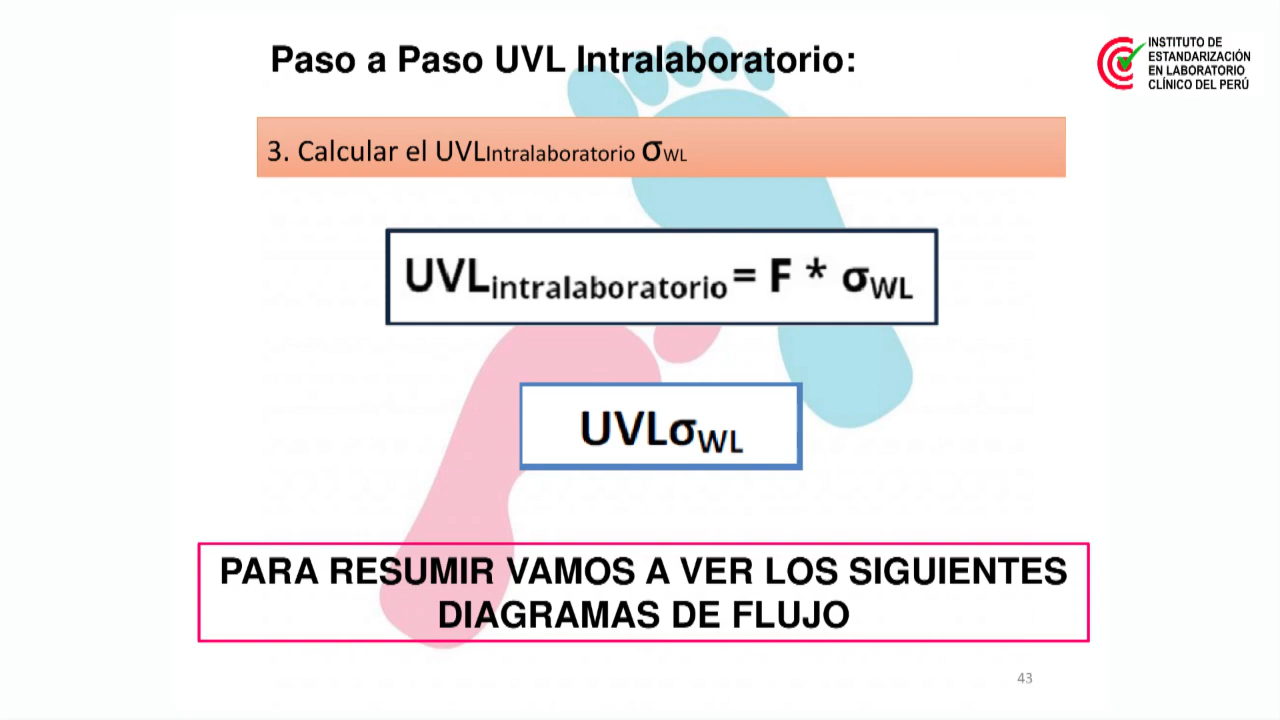 Paso a Paso UVL Intralaboratorio:
INSTITUTO DE
ESTANDARIZACIÓN
EN LABORATORIO
CLÍNICO DEL PERÚ
3. Calcular el UVLIntralaboratorio σWL
UVLintralaboratorio = F * σWL
UVLσWL
PARA RESUMIR VAMOS A VER LOS SIGUIENTES
DIAGRAMAS DE FLUJO
43